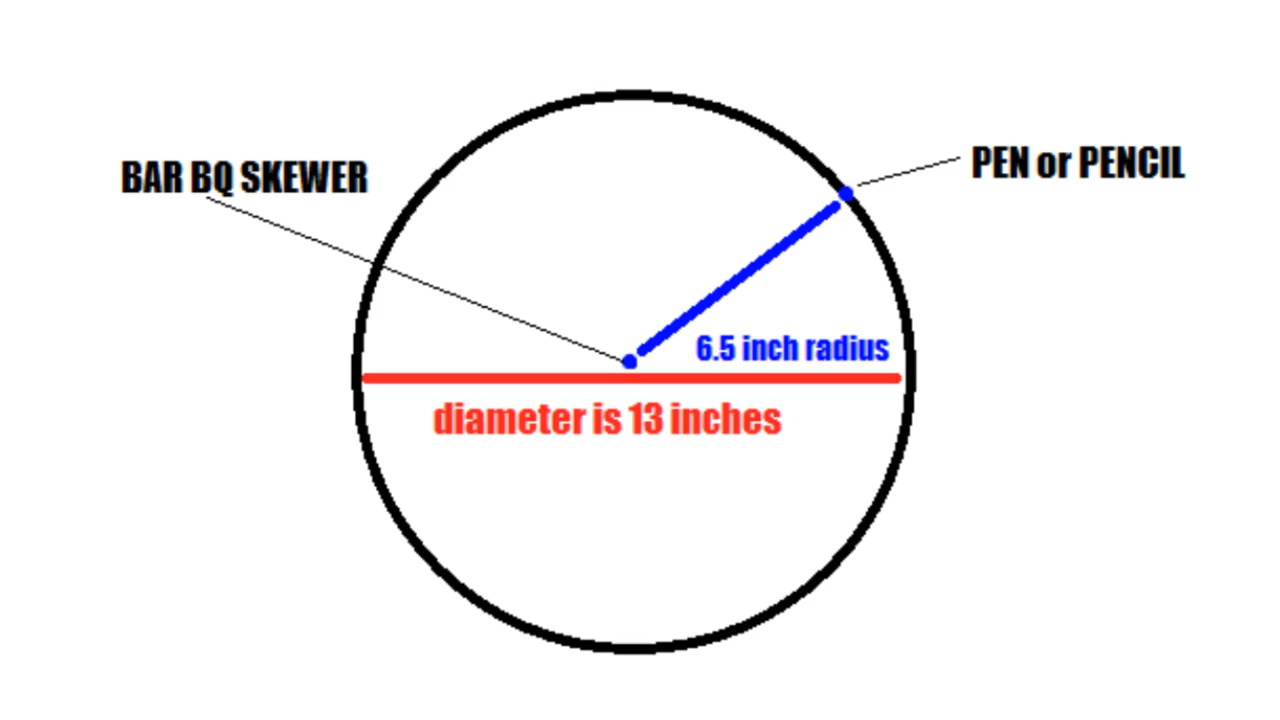 PEN or PENCIL
BAR BQ SKEWER
6.5 inch radius
diameter is 13 inches